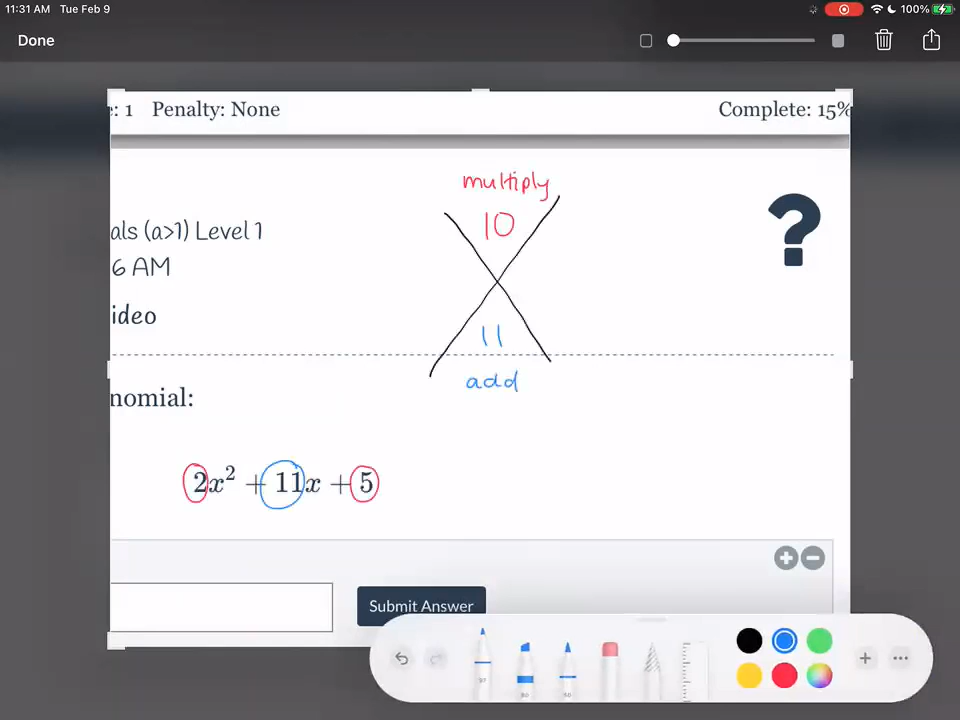 11:31 AM Tue Feb 9
100%
Done
: 1 Penalty: None
Complete: 15%
multiply
10
als (a>1) Level 1
6 AM
ideo
11
add
nomial:
2x² + 11x + 5
Submit Answer